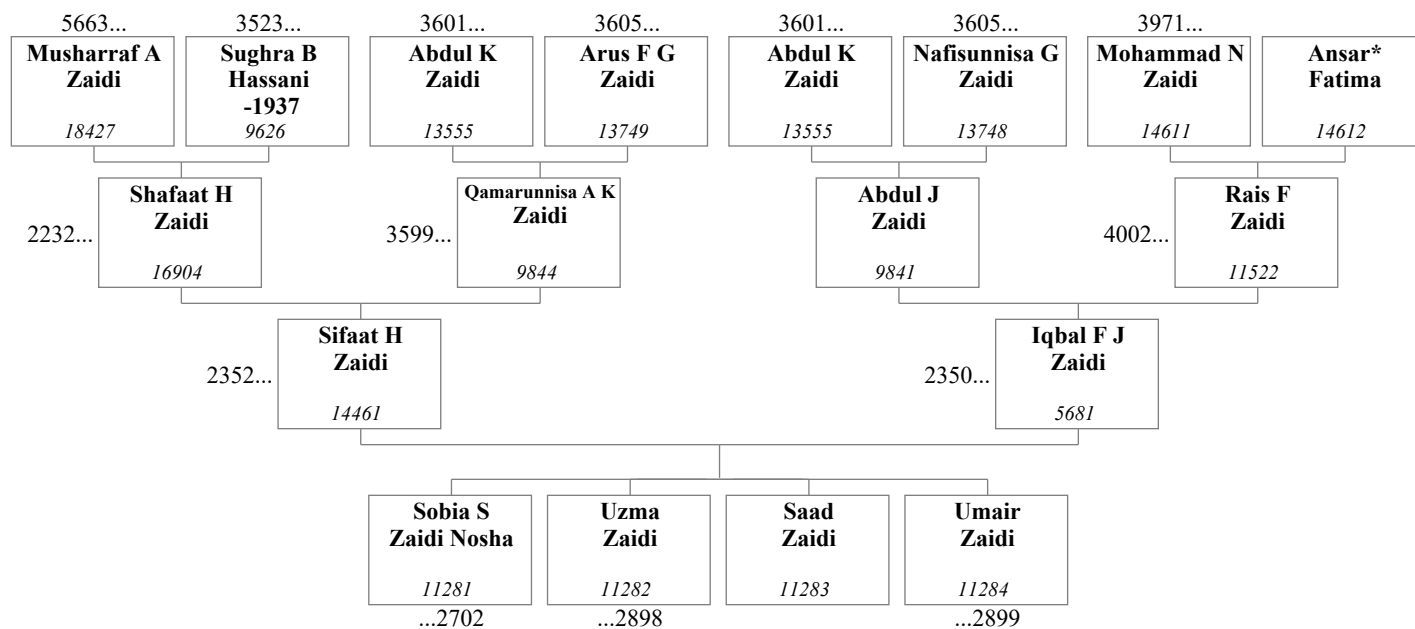 5663... 3523... 3601... 3605... 3601... 3605... 3971...
Musharraf A
Zaidi
18427
Sughra B
Hassani
-1937
9626
Abdul K
Zaidi
13555
Arus F G
Zaidi
13749
Abdul K
Zaidi
13555
Nafisunnisa G
Zaidi
13748
Mohammad N
Zaidi
14611
Ansar*
Fatima
14612
2232...
Shafaat H
Zaidi
16904
3599...
Qamarunnisa A K
Zaidi
9844
Abdul J
Zaidi
9841
4002...
Rais F
Zaidi
11522
2352...
Sifaat H
Zaidi
14461
2350...
Iqbal F J
Zaidi
5681
Sobia S
Zaidi Nosha
11281
...2702
Uzma
Zaidi
11282
...2898
Saad
Zaidi
11283
Umair
Zaidi
11284
...2899